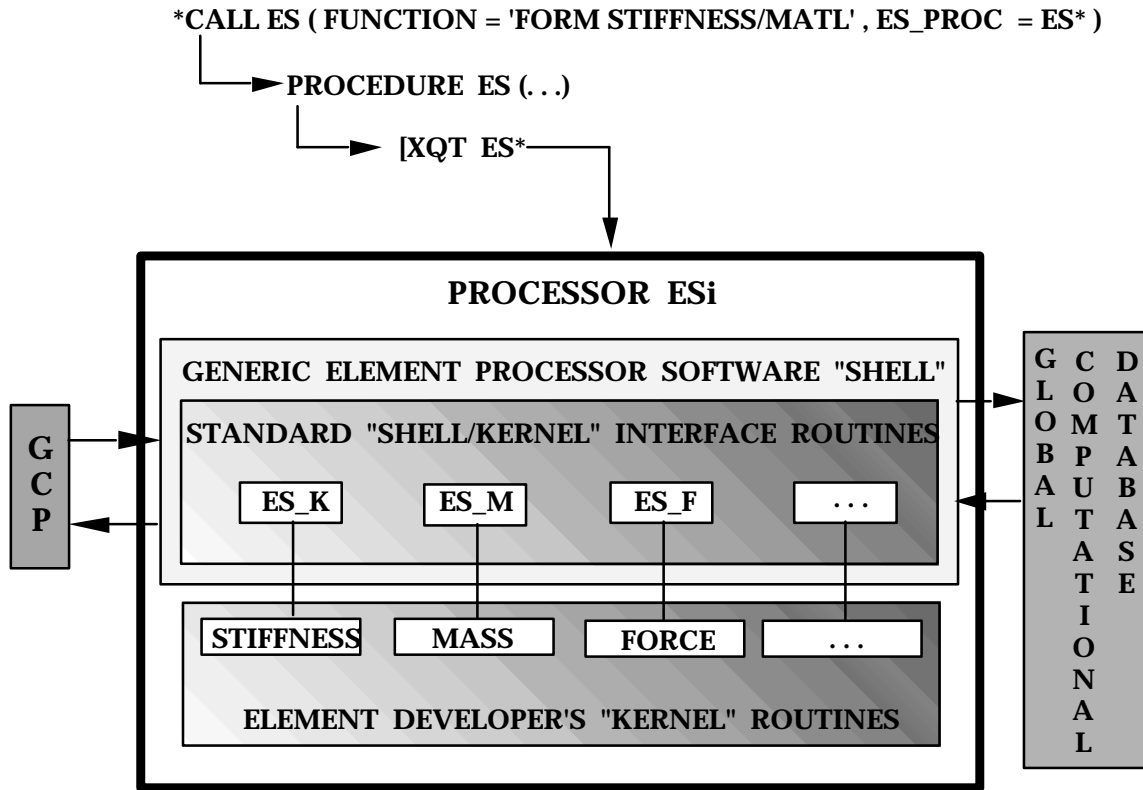 *CALL ES ( FUNCTION = 'FORM STIFFNESS/MATL' , ES_PROC = ES* )
PROCEDURE ES (. . .)
[XQT ES*
PROCESSOR ESi
GENERIC ELEMENT PROCESSOR SOFTWARE "SHELL"
STANDARD "SHELL/KERNEL" INTERFACE ROUTINES
ES_K
ES_M
ES_F
. . .
STIFFNESS
MASS
FORCE
. . .
ELEMENT DEVELOPER'S "KERNEL" ROUTINES
GCP
GLOBAL
COMPUTATIONAL
DATABASE